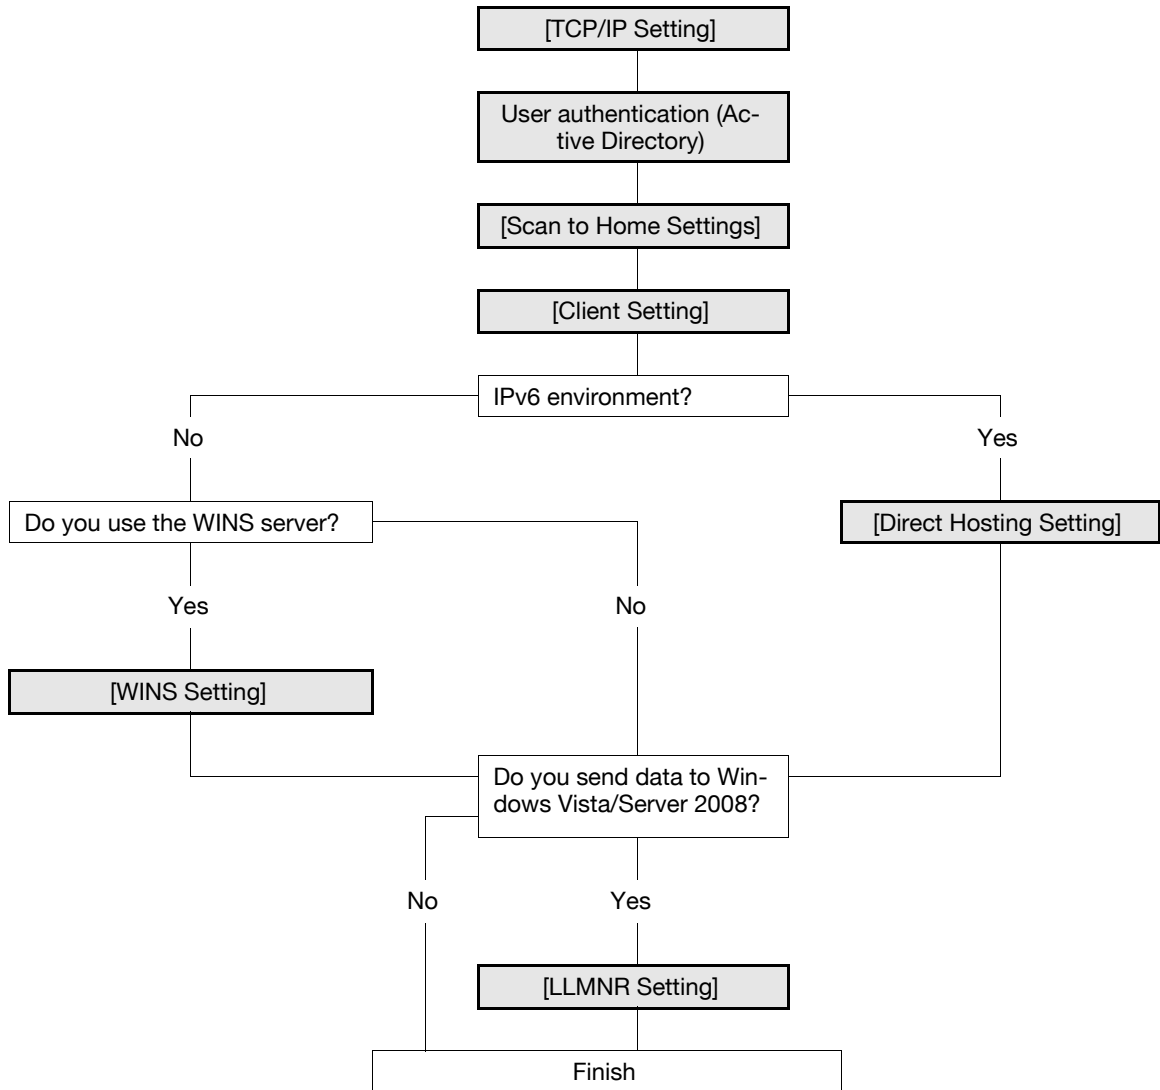 [TCP/IP Setting]
User authentication (Ac-
tive Directory)
[Scan to Home Settings]
[Client Setting]
IPv6 environment?
No
Yes
Do you use the WINS server?
[Direct Hosting Setting]
Yes
No
[WINS Setting]
Do you send data to Win-
dows Vista/Server 2008?
No
Yes
[LLMNR Setting]
Finish